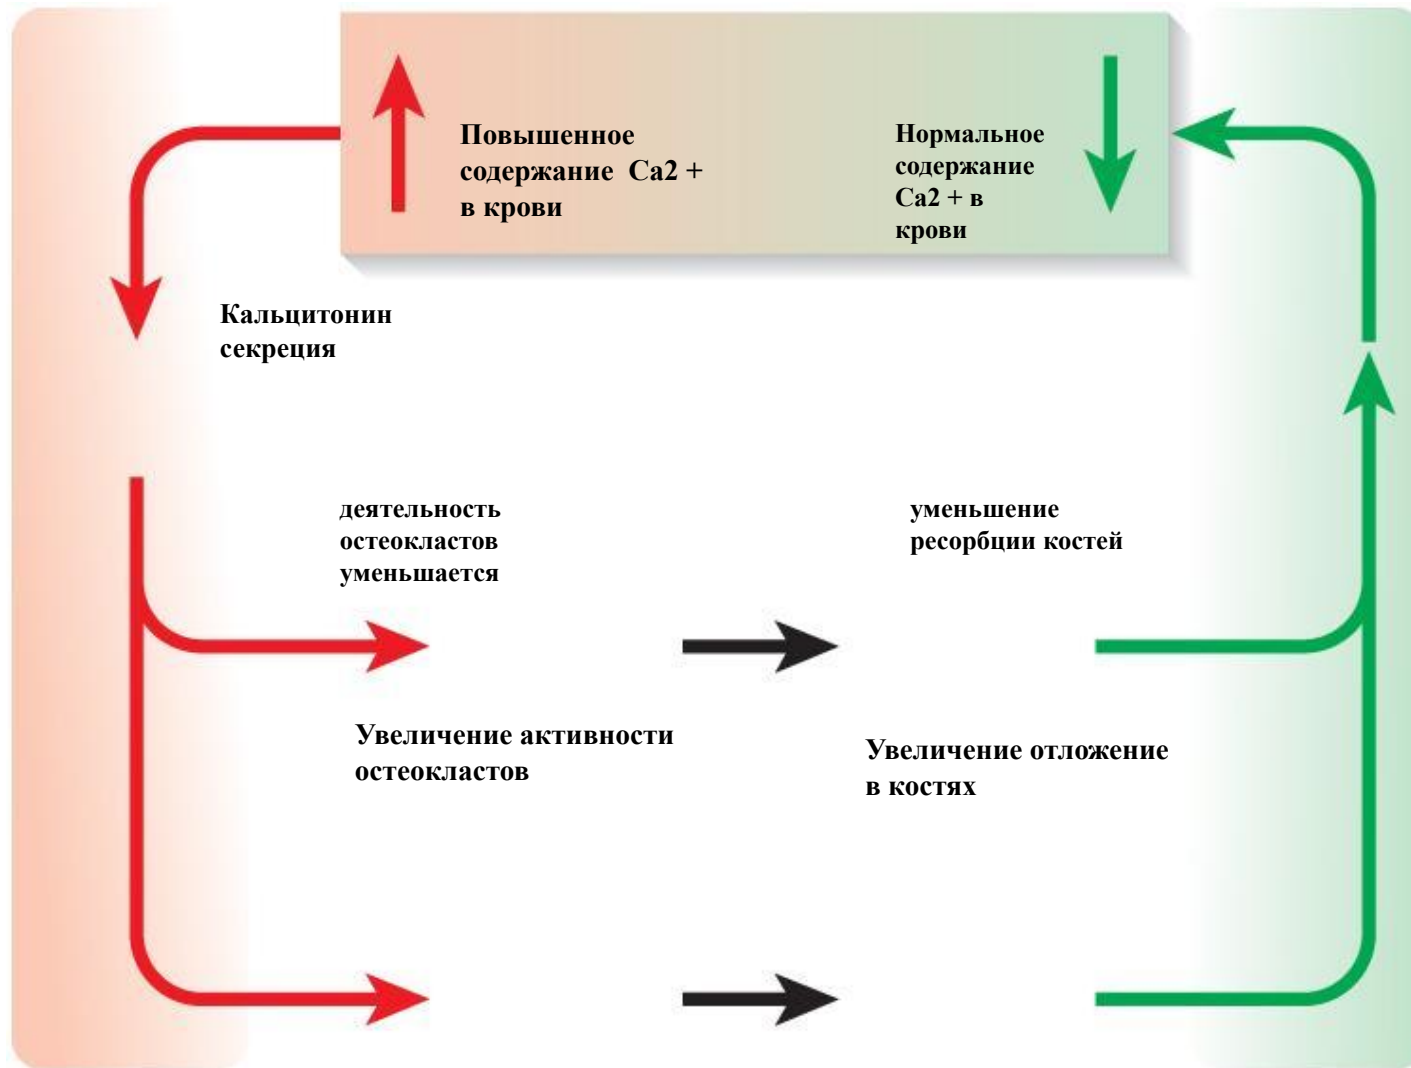 Повышенное
содержание Ca2 +
в крови
Нормальное
содержание
Ca2 + в
крови
Кальцитонин
секреция
деятельность
остеокластов
уменьшается
уменьшение
ресорбции костей
Увеличение активности
остеокластов
Увеличение отложение
в костях